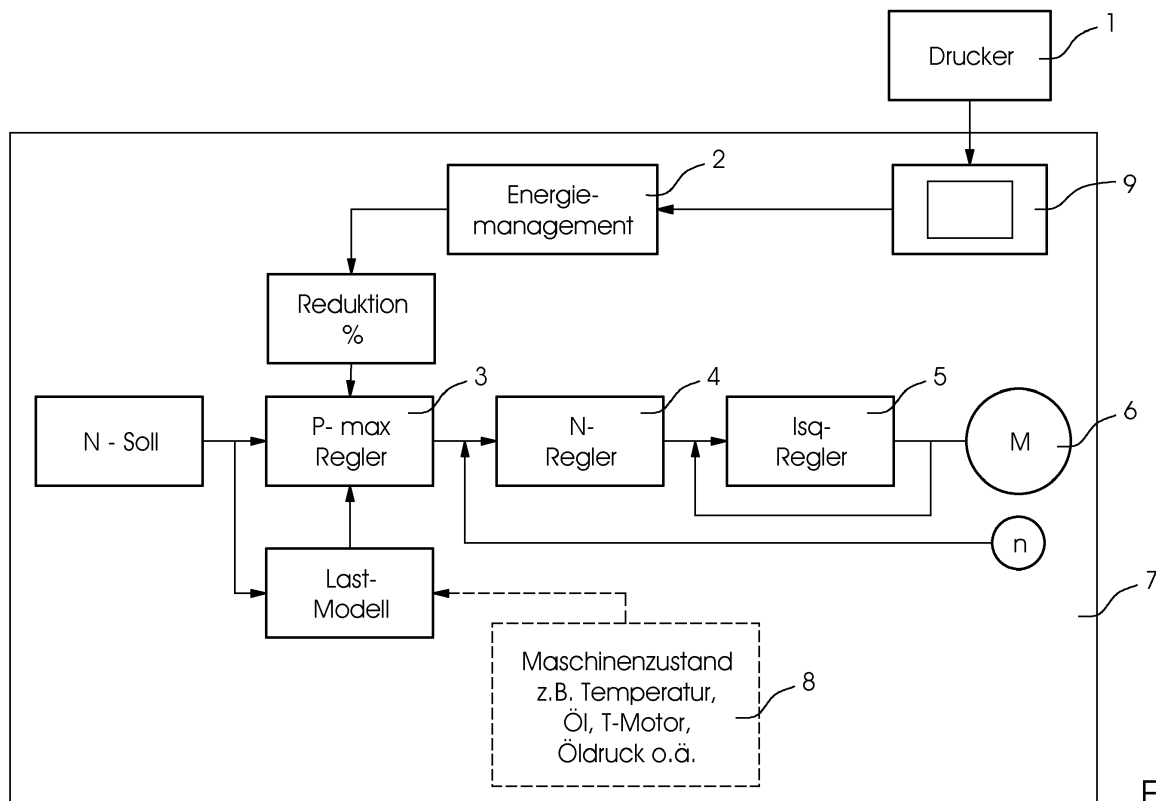 1
Drucker
2
Energie-
management
9
Reduktion
%
3
4
5
N - Soll
P- max
Regler
N-
Regler
Isq-
Regler
M
6
n
Last-
Modell
7
Maschinenzustand
z.B. Temperatur,
Öl, T-Motor,
Öldruck o.ä.
8